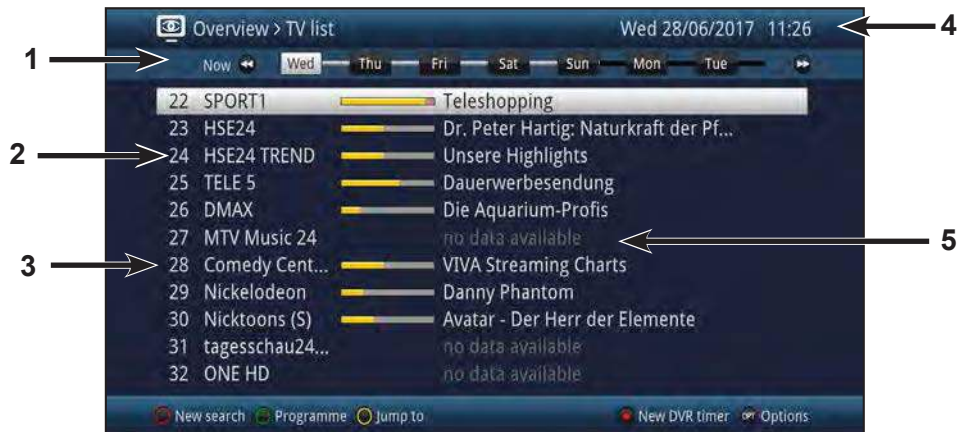 Overview > TV list Wed 28/06/2017 11:26
4
1
Now Wed Thu Fri Sat Sun Mon Tue
22 SPORT1 Teleshopping
23 HSE24 Dr. Peter Hartig: Naturkraft der Pf...
2
24 HSE24 TREND Unsere Highlights
25 TELE 5 Dauerwerbesendung
26 DMAX Die Aquarium-Profis
27 MTV Music 24 no data available
5
3
28 Comedy Cent... VIVA Streaming Charts
29 Nickelodeon Danny Phantom
30 Nicktoons (S) Avatar - Der Herr der Elemente
31 tagesschau24... no data available
32 ONE HD no data available
New search Programme Jump to New DVR timer OPT Options